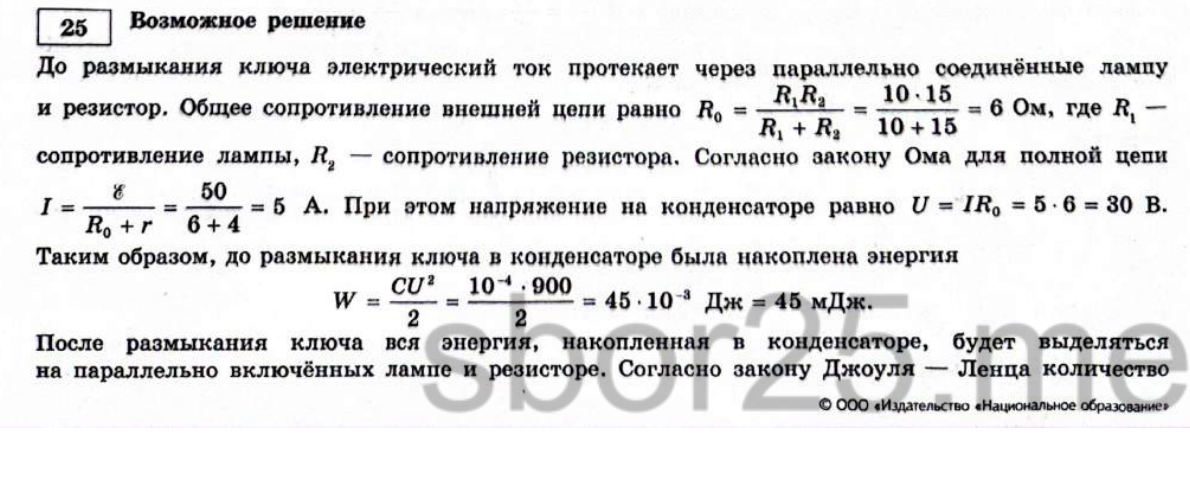 25 Возможное решение
До размыкания ключа электрический ток протекает через параллельно соединённые лампу
и резистор. Общее сопротивление внешней цепи равно R₀ = R₁R₂ / (R₁ + R₂) = 10 · 15 / (10 + 15) = 6 Ом, где R₁ —
сопротивление лампы, R₂ — сопротивление резистора. Согласно закону Ома для полной цепи
I = ℰ / (R₀ + r) = 50 / (6 + 4) = 5 А. При этом напряжение на конденсаторе равно U = IR₀ = 5 · 6 = 30 В.
Таким образом, до размыкания ключа в конденсаторе была накоплена энергия
W = CU² / 2 = 10⁻⁴ · 900 / 2 = 45 · 10⁻³ Дж = 45 мДж.
После размыкания ключа вся энергия, накопленная в конденсаторе, будет выделяться
на параллельно включённых лампе и резисторе. Согласно закону Джоуля — Ленца количество
sbor25.me
© ООО «Издательство «Национальное образование»